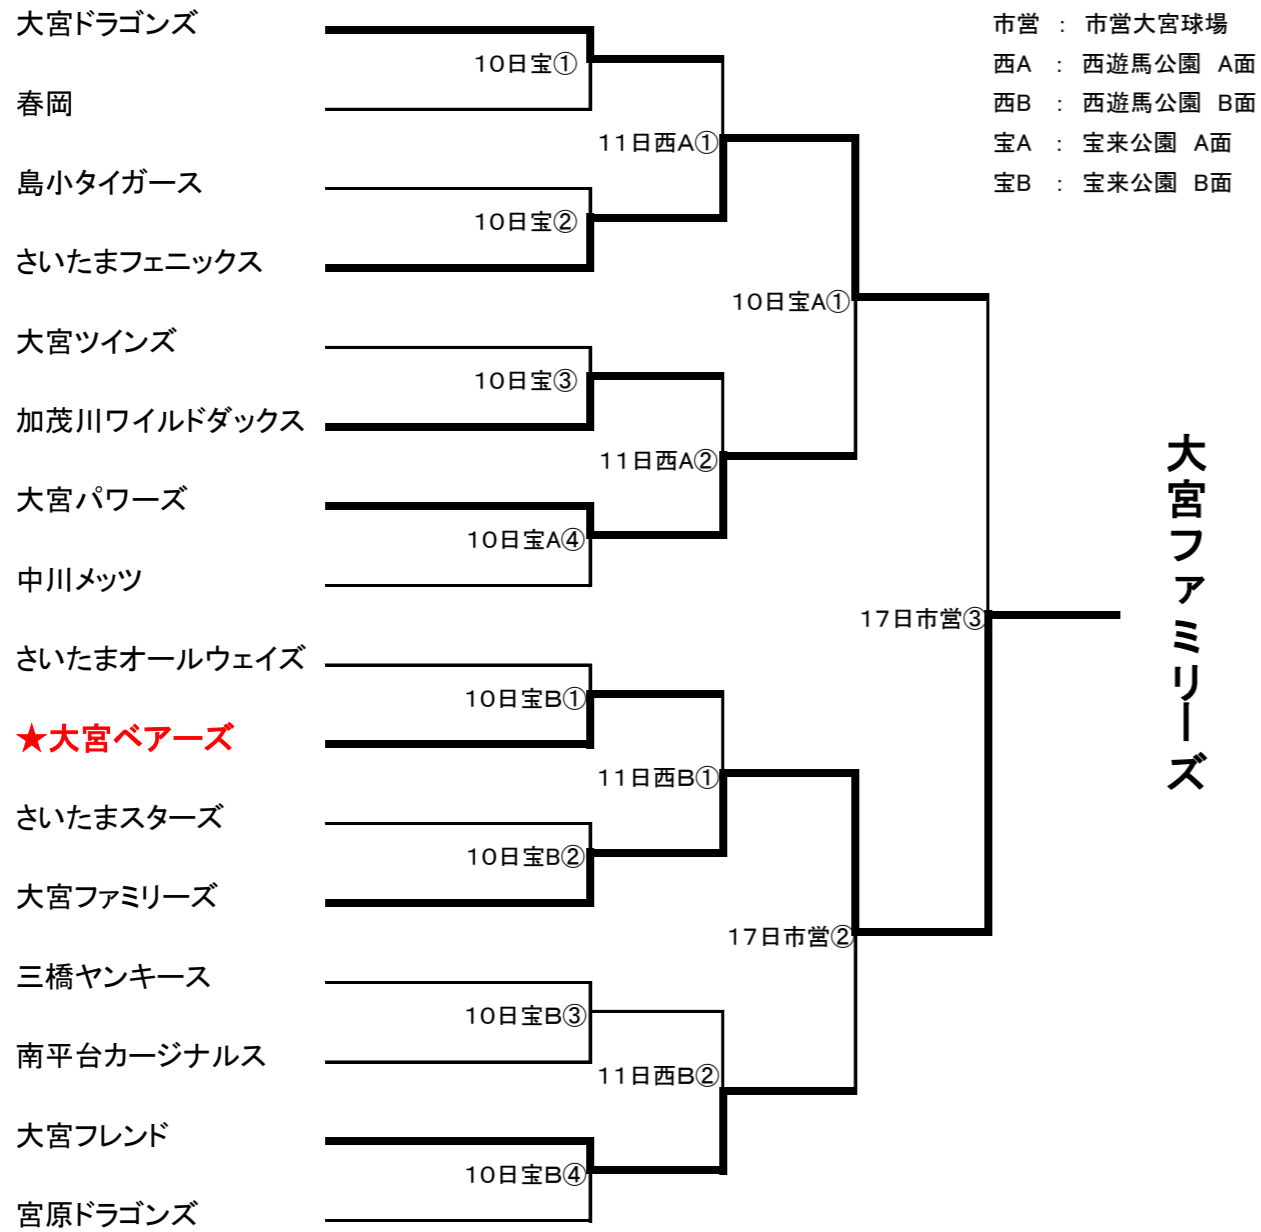 大宮ドラゴンズ
春岡
島小タイガース
さいたまフェニックス
大宮ツインズ
加茂川ワイルドダックス
大宮パワーズ
中川メッツ
さいたまオールウェイズ
★大宮ベアーズ
さいたまスターズ
大宮ファミリーズ
三橋ヤンキース
南平台カージナルス
大宮フレンド
宮原ドラゴンズ
10日宝①
10日宝②
10日宝③
10日宝A④
10日宝B①
10日宝B②
10日宝B③
10日宝B④
11日西A①
11日西A②
11日西B①
11日西B②
10日宝A①
17日市営②
17日市営③
大宮ファミリーズ
市営 : 市営大宮球場
西A : 西遊馬公園 A面
西B : 西遊馬公園 B面
宝A : 宝来公園 A面
宝B : 宝来公園 B面